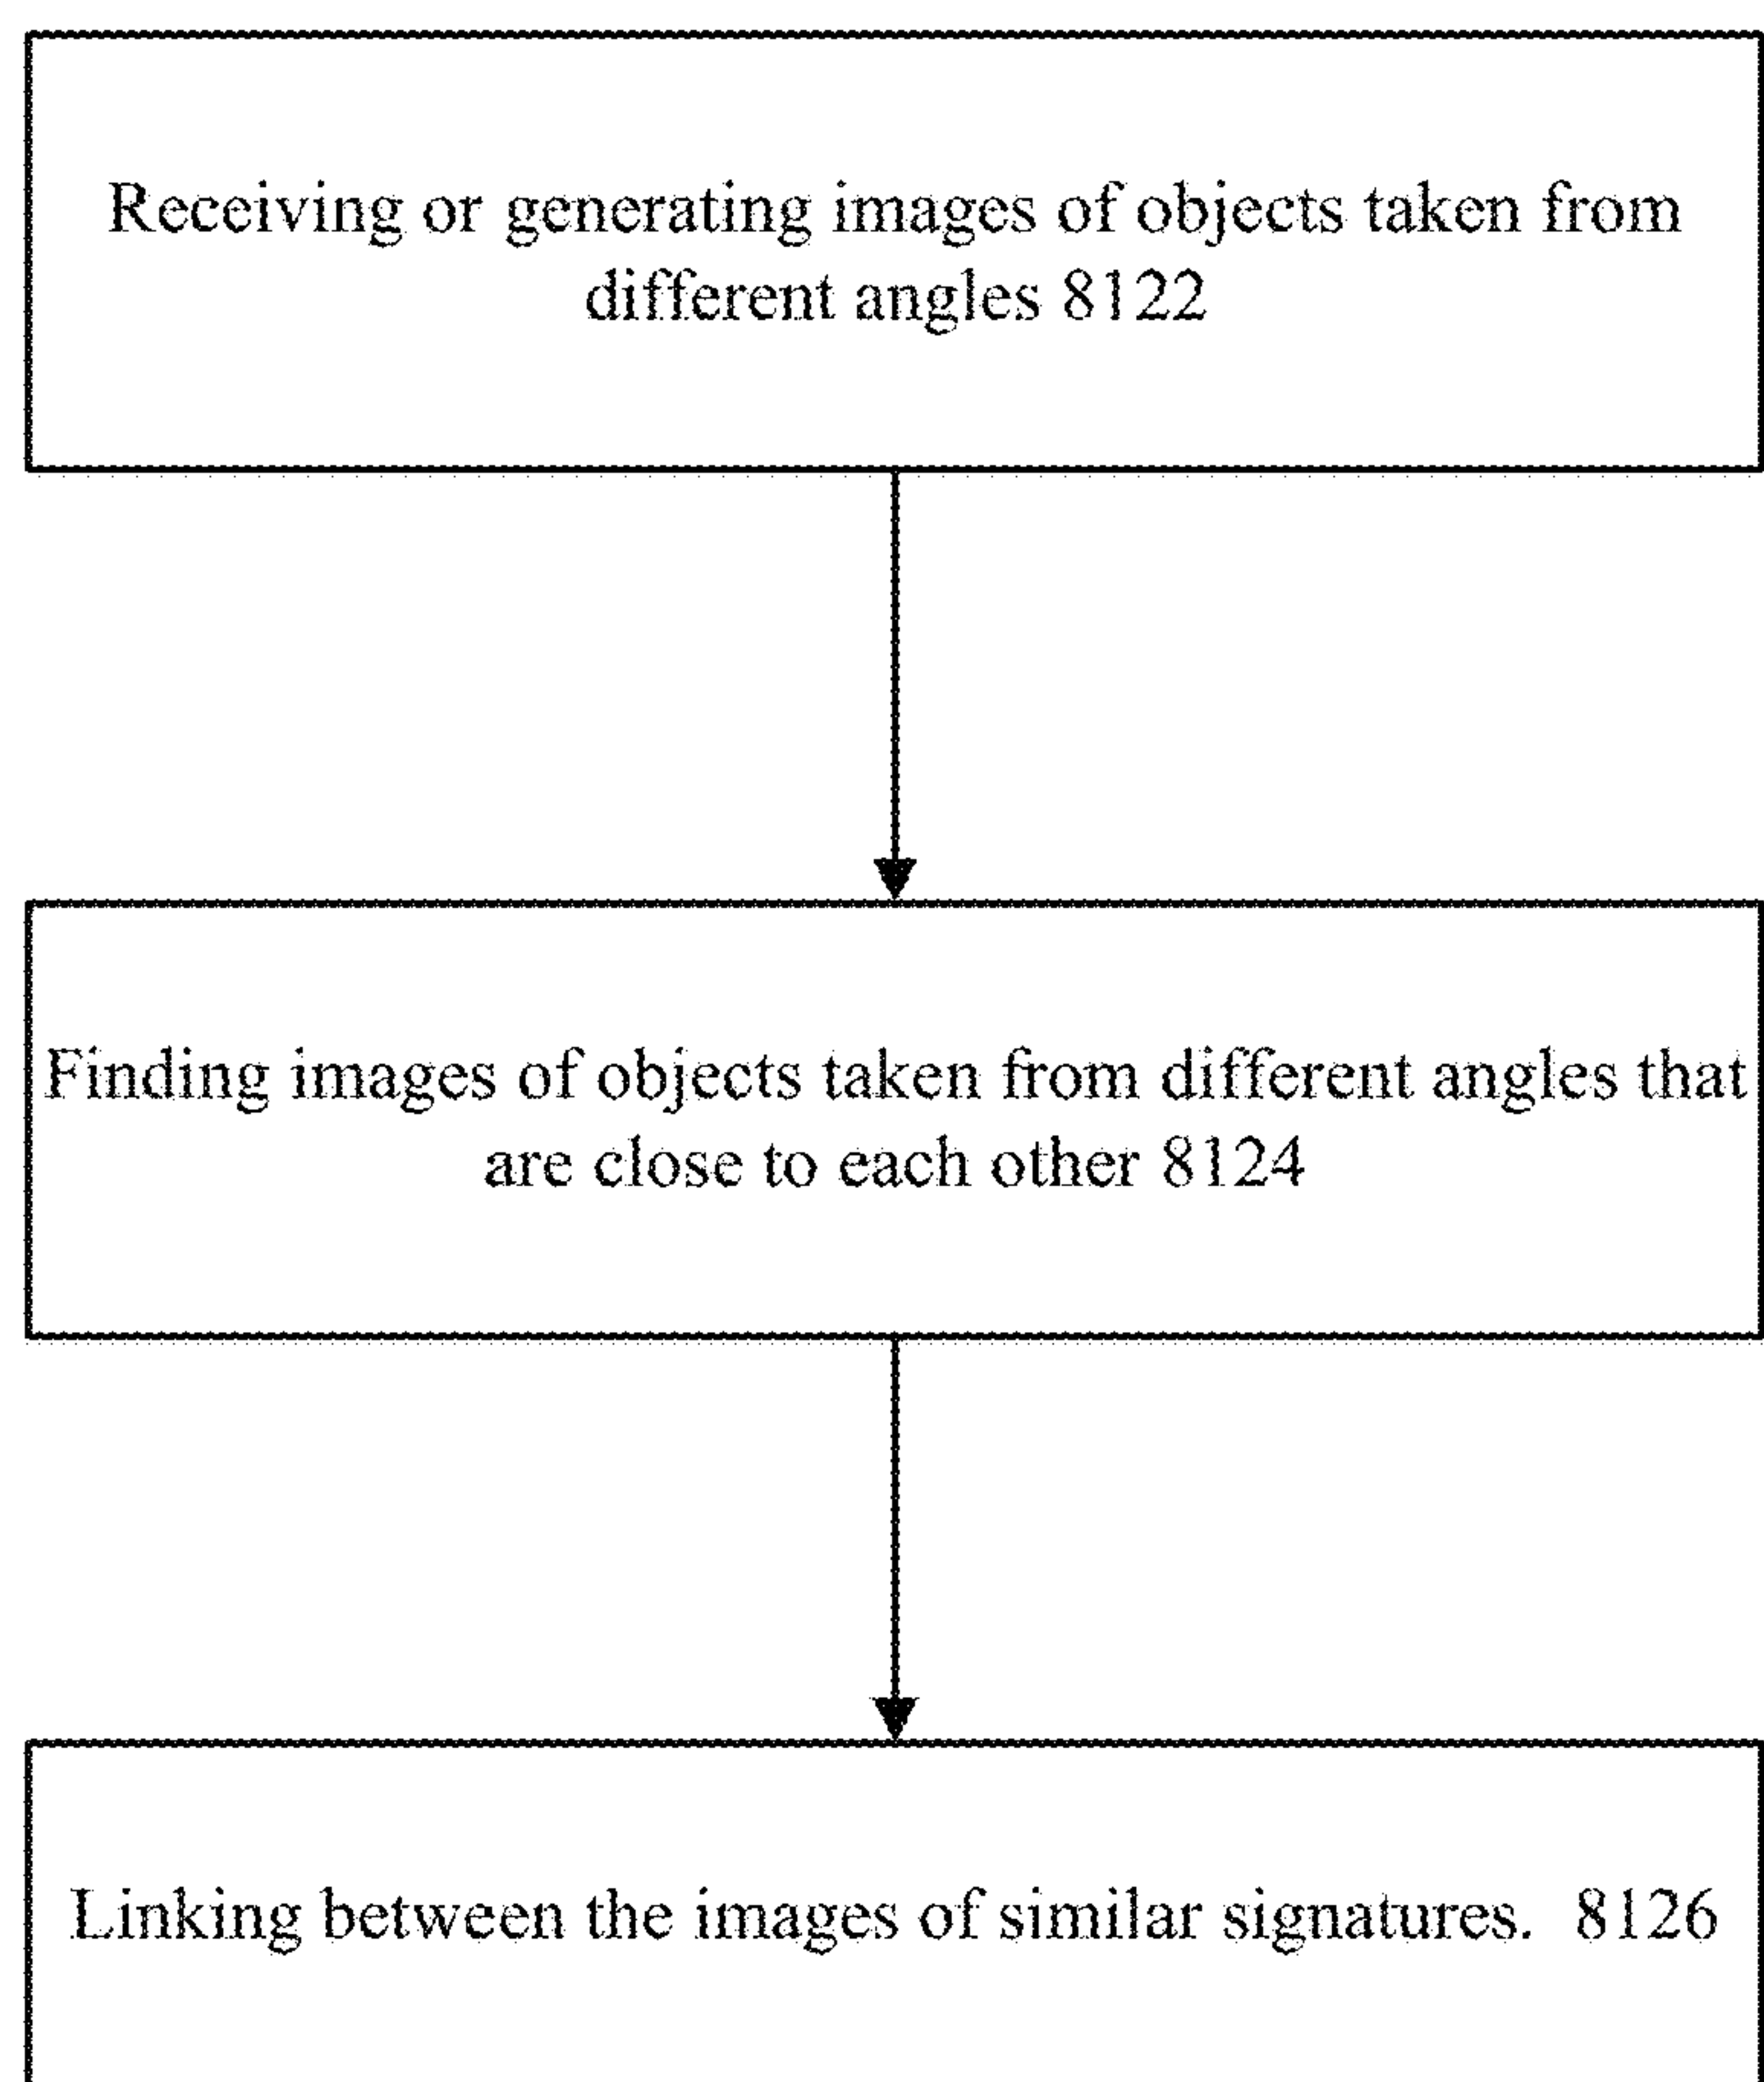 Receiving or generating images of objects taken from
different angles 8122
Finding images of objects taken from different angles that
are close to each other 8124
Linking between the images of similar signatures.  8126